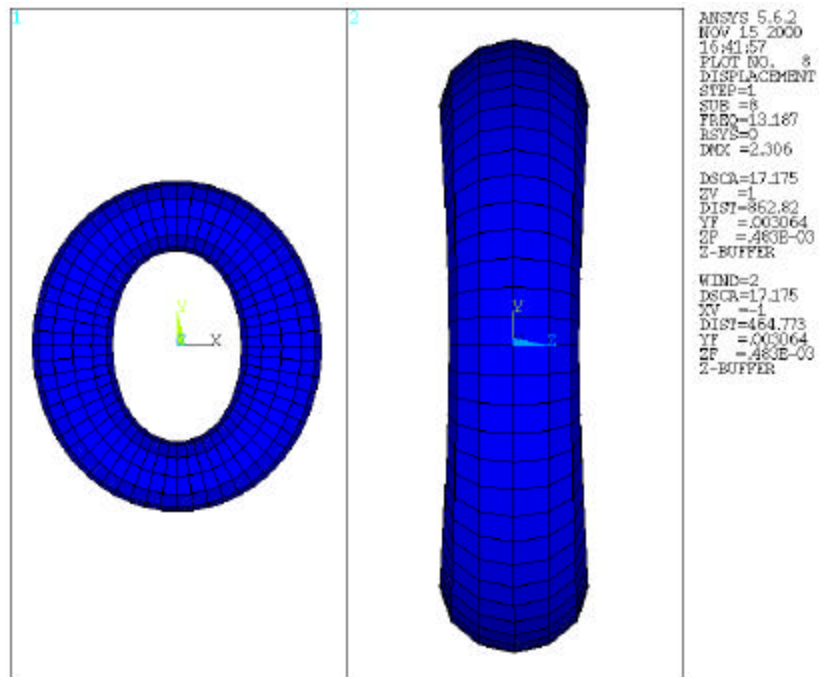 1
2
ANSYS 5.6.2
NOV 15 2000
16:41:57
PLOT NO. 8
DISPLACEMENT
STEP=1
SUB =8
FREQ=13.187
RSYS=0
DMX =2.306
DSCA=17.175
ZV =1
DIST=862.82
YF =.003064
ZF =.483E-03
Z-BUFFER
WIND=2
DSCA=17.175
XV =-1
DIST=464.773
YF =.003064
ZF =.483E-03
Z-BUFFER
Y
Z X
Y
Z